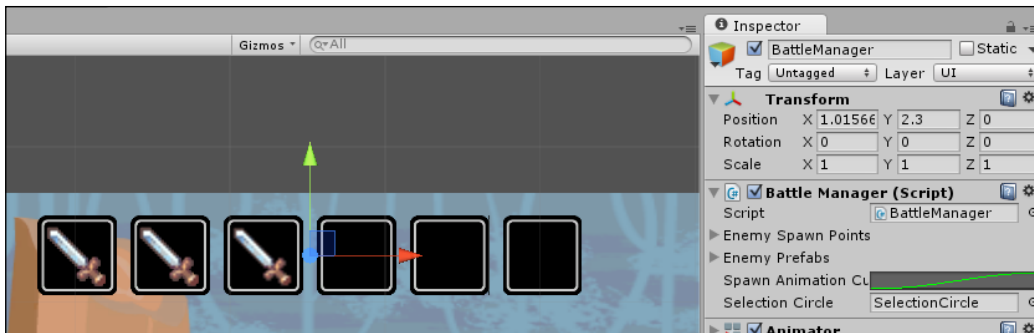 Inspector
Gizmos All
BattleManager Static
Tag Untagged Layer UI
Transform
Position X 1.01566 Y 2.3 Z 0
Rotation X 0 Y 0 Z 0
Scale X 1 Y 1 Z 1
Battle Manager (Script)
Script BattleManager
Enemy Spawn Points
Enemy Prefabs
Spawn Animation Cu
Selection Circle SelectionCircle
Animator